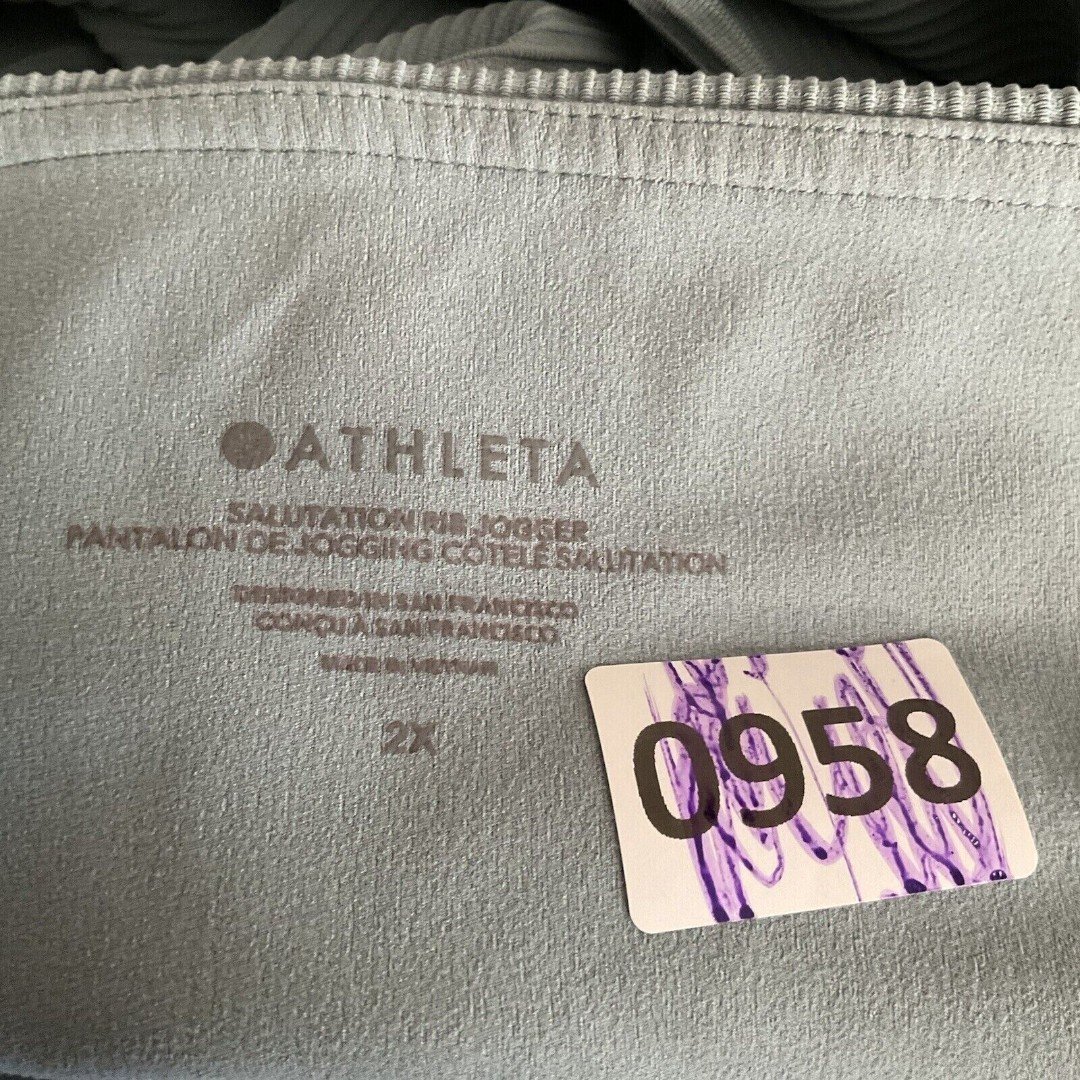 ATHLETA
SALUTATION RIB JOGGER
PANTALON DE JOGGING CÔTELÉ SALUTATION
DESIGNED IN SAN FRANCISCO
CONÇU À SAN FRANCISCO
MADE IN VIETNAM
2X
0958